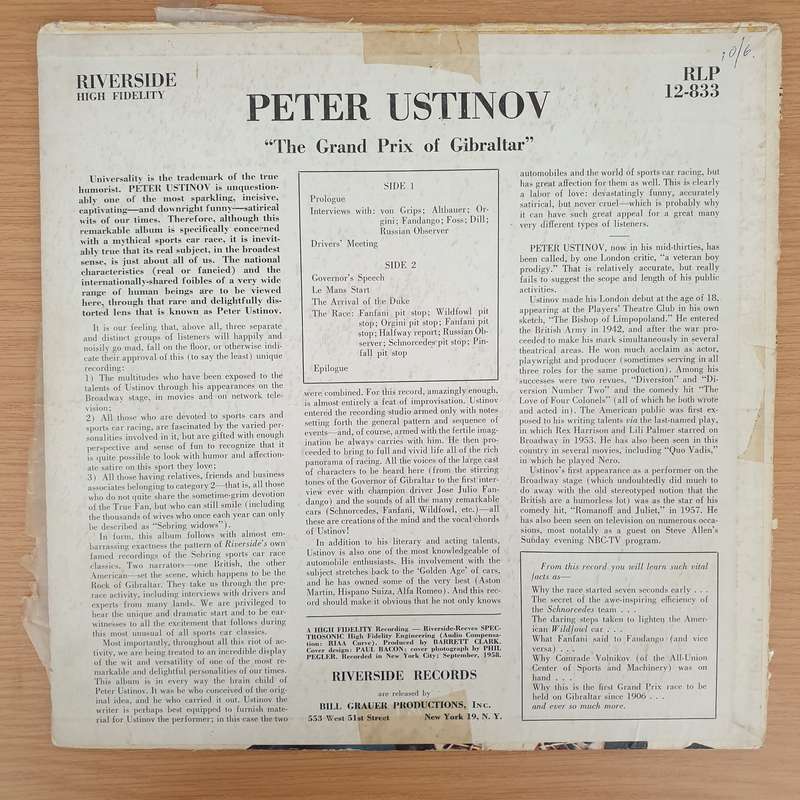 10/6.
RIVERSIDE
HIGH FIDELITY
RLP
12-833
PETER USTINOV
"The Grand Prix of Gibraltar"
Universality is the trademark of the true
humorist. PETER USTINOV is unquestion-
ably one of the most sparkling, incisive,
captivating—and downright funny—satirical
wits of our times. Therefore, although this
remarkable album is specifically concerned
with a mythical sports car race, it is inevit-
ably true that its real subject, in the broadest
sense, is just about all of us. The national
characteristics (real or fancied) and the
internationally-shared foibles of a very wide
range of human beings are to be viewed
here, through that rare and delightfully dis-
torted lens that is known as Peter Ustinov.
It is our feeling that, above all, three separate
and distinct groups of listeners will happily and
noisily go mad, fall on the floor, or otherwise indi-
cate their approval of this (to say the least) unique
recording:
1) The multitudes who have been exposed to the
talents of Ustinov through his appearances on the
Broadway stage, in movies and on network tele-
vision;
2) All those who are devoted to sports cars and
sports car racing, are fascinated by the varied per-
sonalities involved in it, but are gifted with enough
perspective and sense of fun to recognize that it
is quite possible to look with humor and affection-
ate satire on this sport they love;
3) All those having relatives, friends and business
associates belonging to category 2—that is, all those
who do not quite share the sometime-grim devotion
of the True Fan, but who can still smile (including
the thousands of wives who once each year can only
be described as "Sebring widows").
In form, this album follows with almost em-
barrassing exactness the pattern of Riverside's own
famed recordings of the Sebring sports car race
classics. Two narrators—one British, the other
American—set the scene, which happens to be the
Rock of Gibraltar. They take us through the pre-
race activity, including interviews with drivers and
experts from many lands. We are privileged to
hear the unique and dramatic start and to be ear-
witnesses to all the excitement that follows during
this most unusual of all sports car classics.
Most importantly, throughout all this riot of ac-
tivity, we are being treated to an incredible display
of the wit and versatility of one of the most re-
markable and delightful personalities of our times.
This album is in every way the brain child of
Peter Ustinov. It was he who conceived of the orig-
inal idea, and he who carried it out. Ustinov the
writer is perhaps best equipped to furnish mate-
rial for Ustinov the performer; in this case the two
SIDE 1
Prologue
Interviews with: von Grips; Altbauer; Or-
gini; Fandango; Foss; Dill;
Russian Observer
Drivers' Meeting
SIDE 2
Governor's Speech
Le Mans Start
The Arrival of the Duke
The Race: Fanfani pit stop; Wildfowl pit
stop; Orgini pit stop; Fanfani pit
stop; Halfway report; Russian Ob-
server; Schnorcedes pit stop; Pin-
fall pit stop
Epilogue
were combined. For this record, amazingly enough,
is almost entirely a feat of improvisation. Ustinov
entered the recording studio armed only with notes
setting forth the general pattern and sequence of
events—and, of course, armed with the fertile imag-
ination be always carries with him. He then pro-
ceeded to bring to full and vivid life all of the rich
panorama of racing. All the voices of the large cast
of characters to be heard here (from the stirring
tones of the Governor of Gibraltar to the first inter-
view ever with champion driver Jose Julio Fan-
dango) and the sounds of all the many remarkable
cars (Schnorcedes, Fanfani, Wildfowl, etc.)—all
these are creations of the mind and the vocal chords
of Ustinov!
In addition to his literary and acting talents,
Ustinov is also one of the most knowledgeable of
automobile enthusiasts. His involvement with the
subject stretches back to the 'Golden Age' of cars,
and he has owned some of the very best (Aston
Martin, Hispano Suiza, Alfa Romeo). And this rec-
ord should make it obvious that he not only knows
A HIGH FIDELITY Recording — Riverside-Reeves SPEC-
TROSONIC High Fidelity Engineering (Audio Compensa-
tion: RIAA Curve). Produced by BARRETT CLARK.
Cover design: PAUL BACON; cover photograph by PHIL
PEGLER. Recorded in New York City; September, 1958.
RIVERSIDE RECORDS
are released by
BILL GRAUER PRODUCTIONS, Inc.
553 West 51st Street New York 19, N. Y.
automobiles and the world of sports car racing, but
has great affection for them as well. This is clearly
a labor of love: devastatingly funny, accurately
satirical, but never cruel—which is probably why
it can have such great appeal for a great many
very different types of listeners.
PETER USTINOV, now in his mid-thirties, has
been called, by one London critic, "a veteran boy
prodigy." That is relatively accurate, but really
fails to suggest the scope and length of his public
activities.
Ustinov made his London debut at the age of 18,
appearing at the Players' Theatre Club in his own
sketch, "The Bishop of Limpopoland." He entered
the British Army in 1942, and after the war pro-
ceeded to make his mark simultaneously in several
theatrical areas. He won much acclaim as actor,
playwright and producer (sometimes serving in all
three roles for the same production). Among his
successes were two revues, "Diversion" and "Di-
version Number Two" and the comedy hit "The
Love of Four Colonels" (all of which he both wrote
and acted in). The American public was first ex-
posed to his writing talents via the last-named play,
in which Rex Harrison and Lili Palmer starred on
Broadway in 1953. He has also been seen in this
country in several movies, including "Quo Vadis,"
in which he played Nero.
Ustinov's first appearance as a performer on the
Broadway stage (which undoubtedly did much to
do away with the old stereotyped notion that the
British are a humorless lot) was as the star of his
comedy hit, "Romanoff and Juliet," in 1957. He
has also been seen on television on numerous occa-
sions, most notably as a guest on Steve Allen's
Sunday evening NBC-TV program.
From this record you will learn such vital
facts as—
Why the race started seven seconds early . . .
The secret of the awe-inspiring efficiency of
the Schnorcedes team . . .
The daring steps taken to lighten the Amer-
ican Wildfowl car . . .
What Fanfani said to Fandango (and vice
versa) . . .
Why Comrade Volnikov (of the All-Union
Center of Sports and Machinery) was on
hand . . .
Why this is the first Grand Prix race to be
held on Gibraltar since 1906 . . .
and ever so much more.